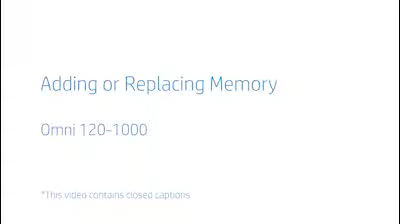 Adding or Replacing Memory
Omni 120-1000
*This video contains closed captions